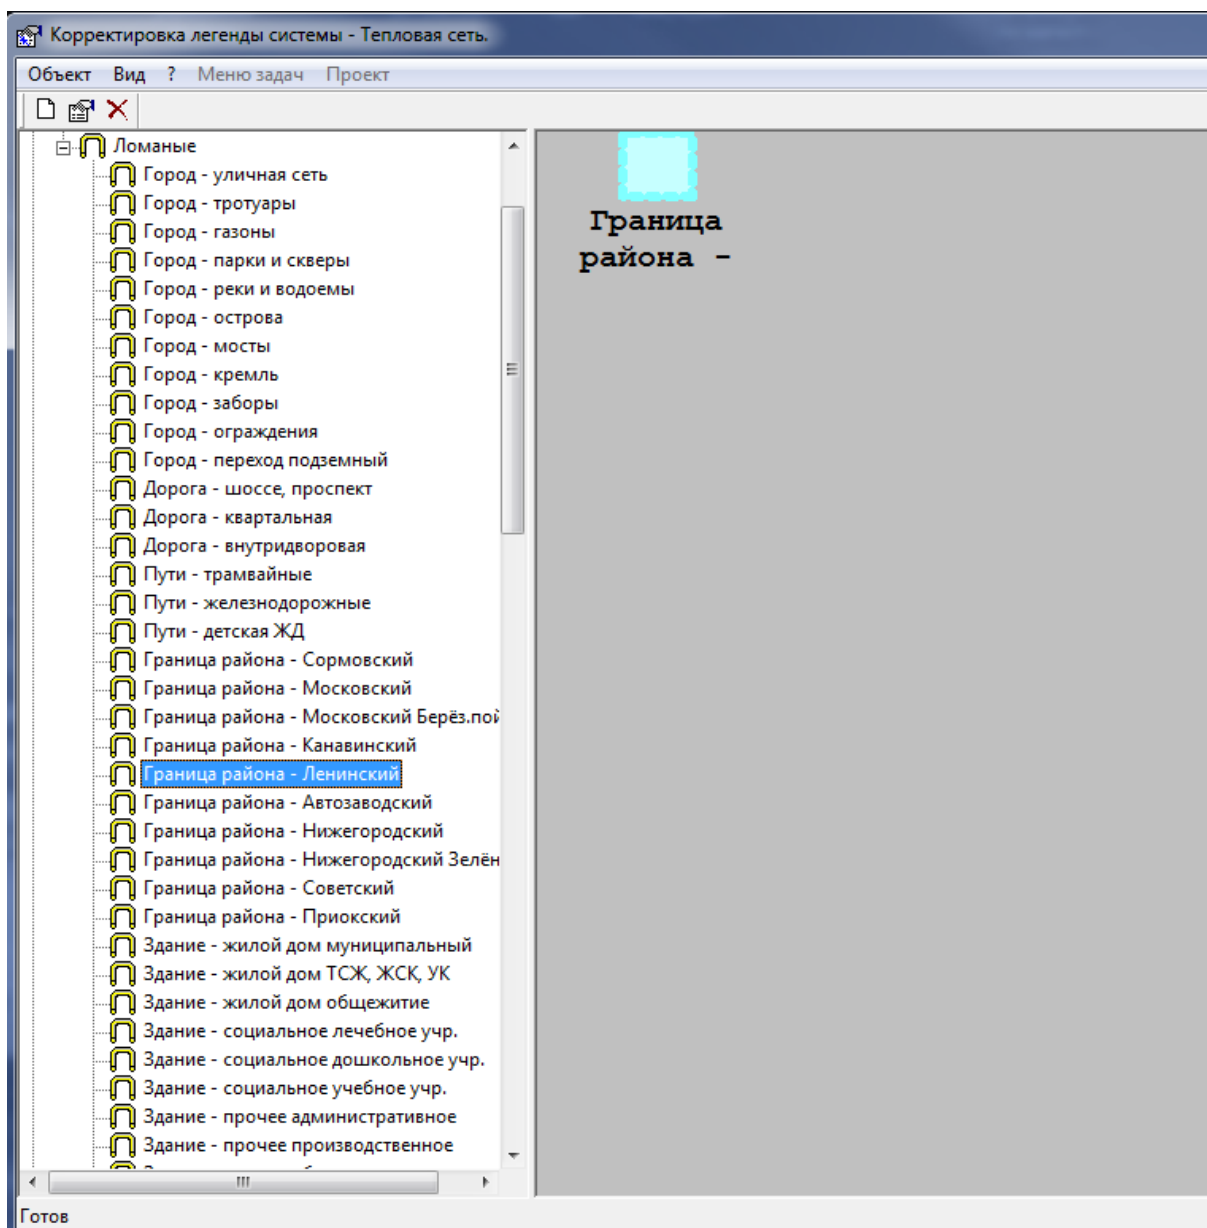 Корректировка легенды системы - Тепловая сеть.
Объект Вид ? Меню задач Проект
Ломаные
Город - уличная сеть
Город - тротуары
Город - газоны
Город - парки и скверы
Город - реки и водоемы
Город - острова
Город - мосты
Город - кремль
Город - заборы
Город - ограждения
Город - переход подземный
Дорога - шоссе, проспект
Дорога - квартальная
Дорога - внутридворовая
Пути - трамвайные
Пути - железнодорожные
Пути - детская ЖД
Граница района - Сормовский
Граница района - Московский
Граница района - Московский Берёз.пой
Граница района - Канавинский
Граница района - Ленинский
Граница района - Автозаводский
Граница района - Нижегородский
Граница района - Нижегородский Зелён
Граница района - Советский
Граница района - Приокский
Здание - жилой дом муниципальный
Здание - жилой дом ТСЖ, ЖСК, УК
Здание - жилой дом общежитие
Здание - социальное лечебное учр.
Здание - социальное дошкольное учр.
Здание - социальное учебное учр.
Здание - прочее административное
Здание - прочее производственное
Граница
района -
Готов